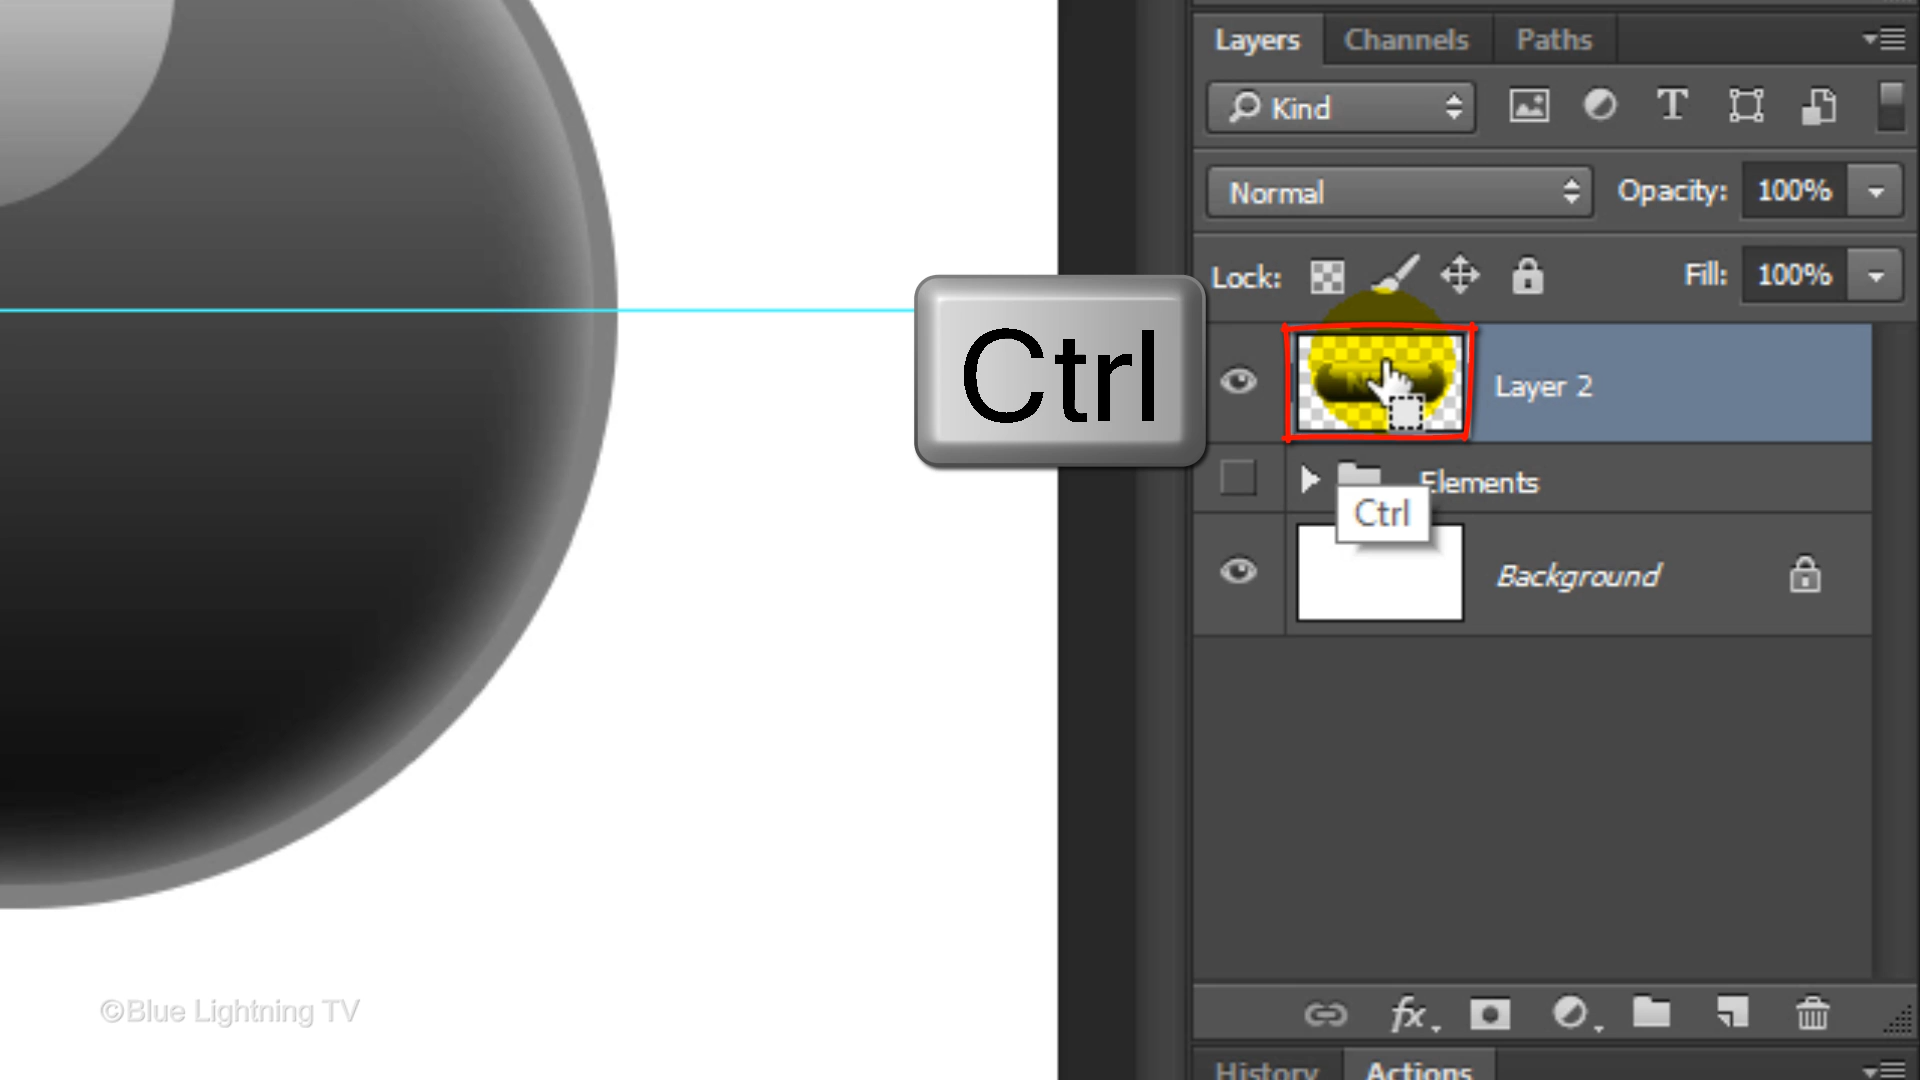 Layers Channels Paths
Kind
Normal Opacity: 100%
Lock: Fill: 100%
Ctrl
Layer 2
Elements
Ctrl
Background
©Blue Lightning TV
fx
History Actions